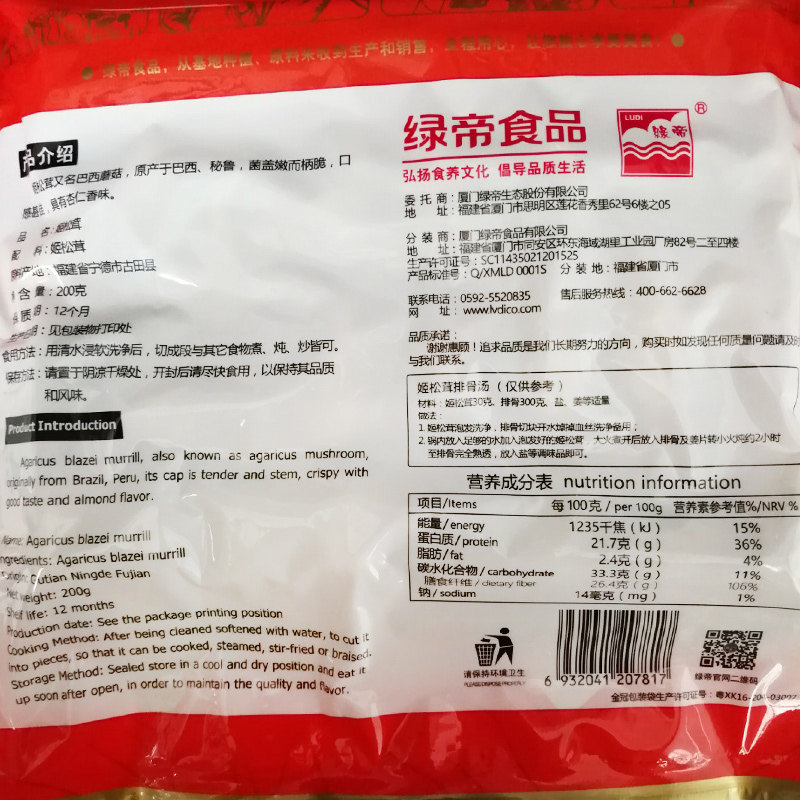 绿帝食品，从基地种植、原料采收到生产和销售，全程用心，让您放心享受美食！
品介绍
姬松茸又名巴西蘑菇，原产于巴西、秘鲁，菌盖嫩而柄脆，口
具有杏仁香味。
品 名：姬松茸
配 料：姬松茸
产地：福建省宁德市古田县
含量：200克
保质期：12个月
生产日期：见包装物打印处
食用方法：用清水浸软洗净后，切成段与其它食物煮、炖、炒皆可。
保存方法：请置于阴凉干燥处，开封后请尽快食用，以保持其品质
和风味。
Product Introduction
Agaricus blazei murrill, also known as agaricus mushroom,
originally from Brazil, Peru, its cap is tender and stem, crispy with
good taste and almond flavor.
Name: Agaricus blazei murrill
Ingredients: Agaricus blazei murrill
Origin: Gutian Ningde Fujian
Net weight: 200g
Shelf life: 12 months
Production date: See the package printing position
Cooking Method: After being cleaned softened with water, to cut it
into pieces, so that it can be cooked, steamed, stir-fried or braised.
Storage Method: Sealed store in a cool and dry position and eat it
up soon after open, in order to maintain the quality and flavor.
绿帝食品
弘扬食养文化 倡导品质生活
LUDI
绿帝
®
委 托 商：厦门绿帝生态股份有限公司
地 址：福建省厦门市思明区莲花香秀里62号6楼之05
分 装 商：厦门绿帝食品有限公司
地 址：福建省厦门市同安区环东海域湖里工业园厂房82号二至四楼
生产许可证号：SC11435021201525
产品标准号：Q/XMLD 0001S 分 装 地：福建省厦门市
联系电话：0592-5520835 售后服务热线：400-662-6628
网 址：www.lvdico.com
品质承诺：
谢谢惠顾！追求品质是我们长期努力的方向，购买时如发现任何质量问题请及时
与我们联系。
姬松茸排骨汤（仅供参考）
材料：姬松茸30克、排骨300克、盐、姜等适量
做法：
1. 姬松茸泡发洗净，排骨切块开水焯掉血丝洗净备用；
2. 锅内放入足够的水加入泡发好的姬松茸，大火煮开后放入排骨及姜片转小火炖约2小时
至排骨完全熟透，放入盐等调味品即可。
营养成分表 nutrition information
项目/Items 每100克/per 100g 营养素参考值%/NRV %
能量/energy 1235千焦(kJ) 15%
蛋白质/protein 21.7克(g) 36%
脂肪/fat 2.4克(g) 4%
碳水化合物/carbohydrate 33.3克(g) 11%
膳食纤维/dietary fiber 26.4克(g) 106%
钠/sodium 14毫克(mg) 1%
请保持环境卫生
PLEASE DISPOSE PROPERLY
6 932041 207817
绿帝官网二维码
金冠包装袋生产许可证号：粤XK16-204-03007